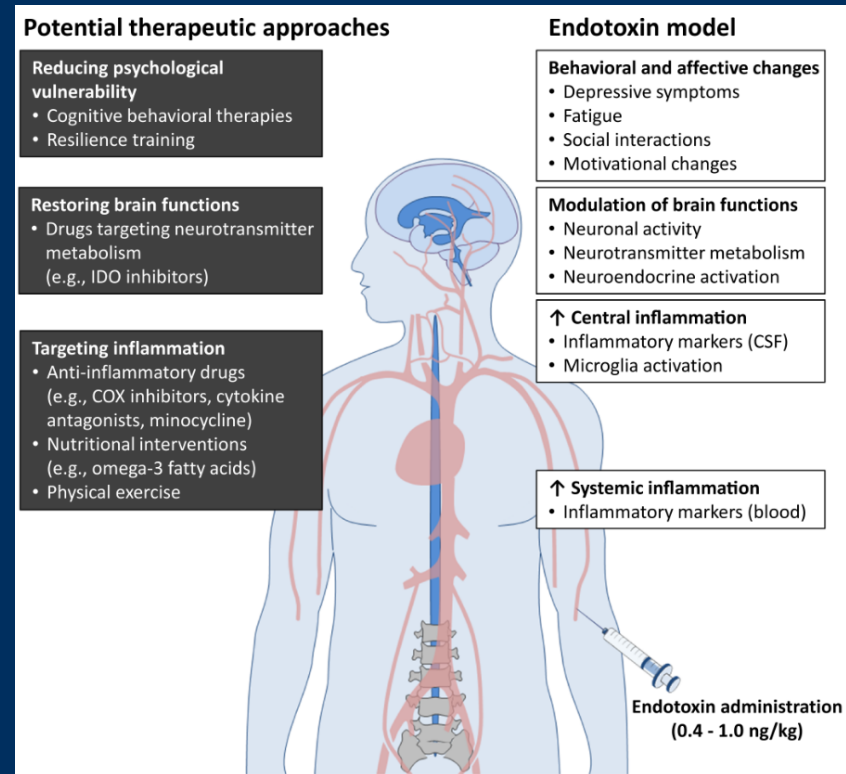 Potential therapeutic approaches
Reducing psychological
vulnerability
• Cognitive behavioral therapies
• Resilience training
Restoring brain functions
• Drugs targeting neurotransmitter
metabolism
(e.g., IDO inhibitors)
Targeting inflammation
• Anti-inflammatory drugs
(e.g., COX inhibitors, cytokine
antagonists, minocycline)
• Nutritional interventions
(e.g., omega-3 fatty acids)
• Physical exercise
Endotoxin model
Behavioral and affective changes
• Depressive symptoms
• Fatigue
• Social interactions
• Motivational changes
Modulation of brain functions
• Neuronal activity
• Neurotransmitter metabolism
• Neuroendocrine activation
↑ Central inflammation
• Inflammatory markers (CSF)
• Microglia activation
↑ Systemic inflammation
• Inflammatory markers (blood)
Endotoxin administration
(0.4 - 1.0 ng/kg)